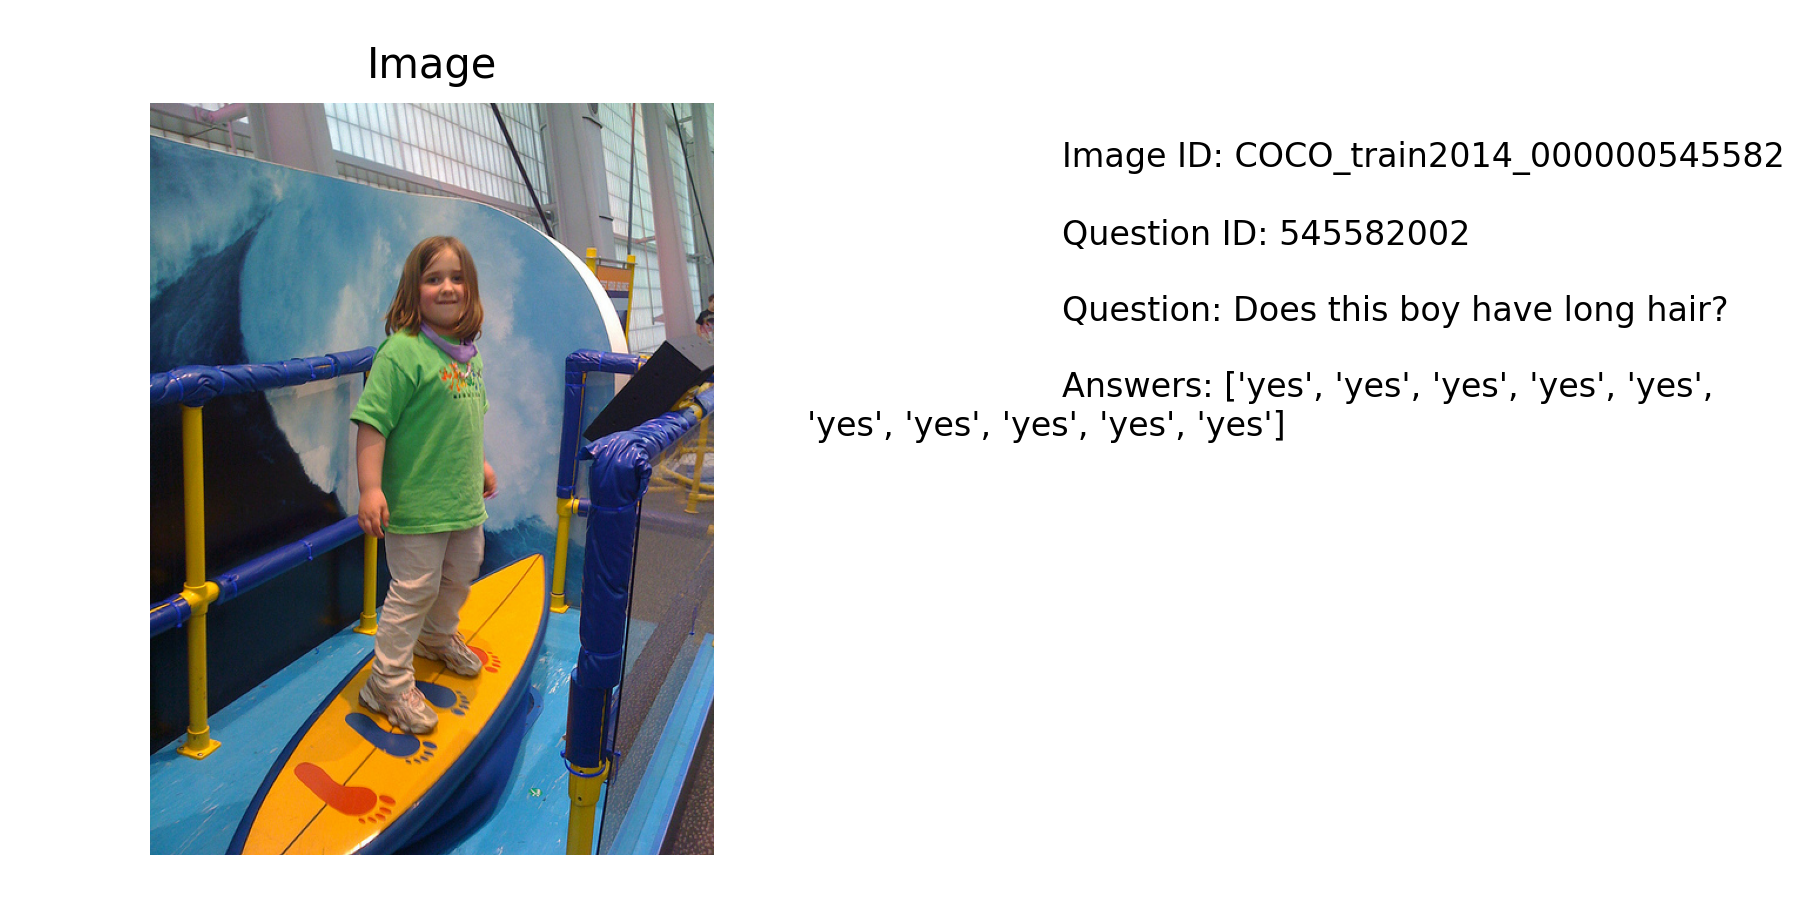 Image
Image ID: COCO_train2014_000000545582
Question ID: 545582002
Question: Does this boy have long hair?
Answers: ['yes', 'yes', 'yes', 'yes', 'yes',
'yes', 'yes', 'yes', 'yes', 'yes']